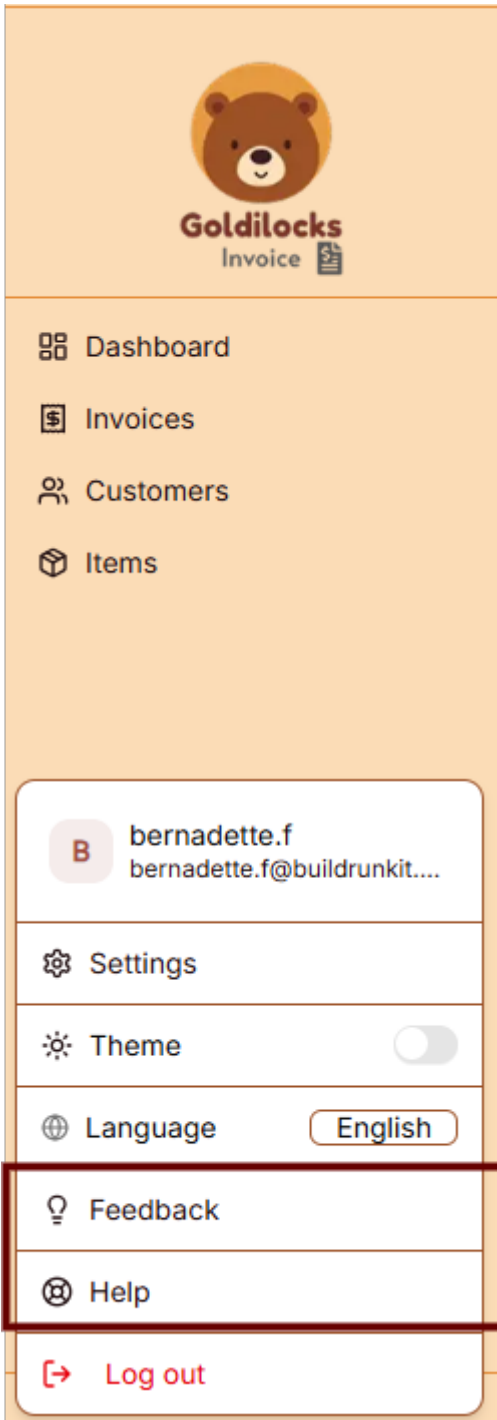 Goldilocks
Invoice
Dashboard
Invoices
Customers
Items
B
bernadette.f
bernadette.f@buildrunkit....
Settings
Theme
Language English
Feedback
Help
Log out